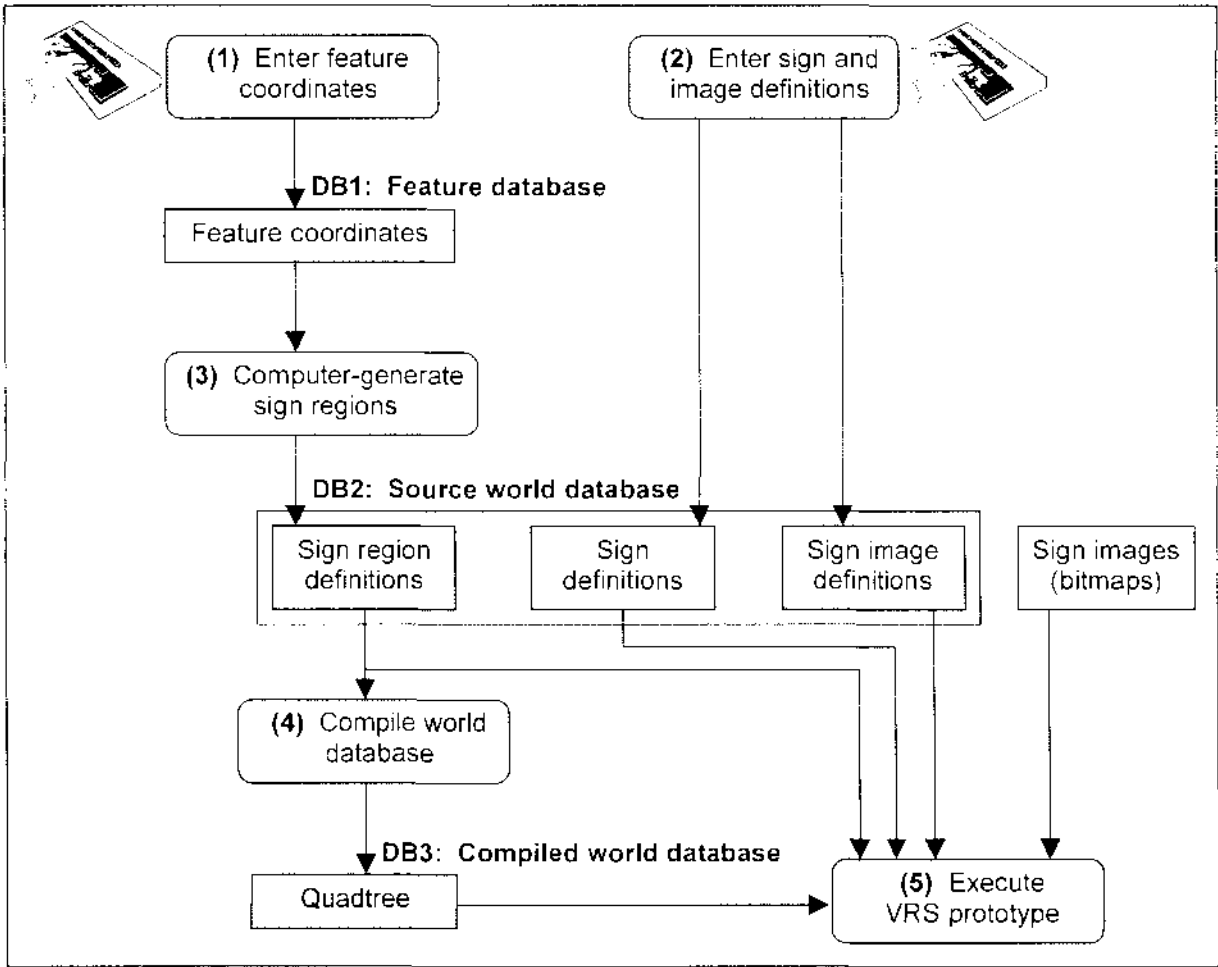 (1) Enter feature
coordinates
(2) Enter sign and
image definitions
DB1: Feature database
Feature coordinates
(3) Computer-generate
sign regions
DB2: Source world database
Sign region
definitions
Sign
definitions
Sign image
definitions
Sign images
(bitmaps)
(4) Compile world
database
DB3: Compiled world database
Quadtree
(5) Execute
VRS prototype